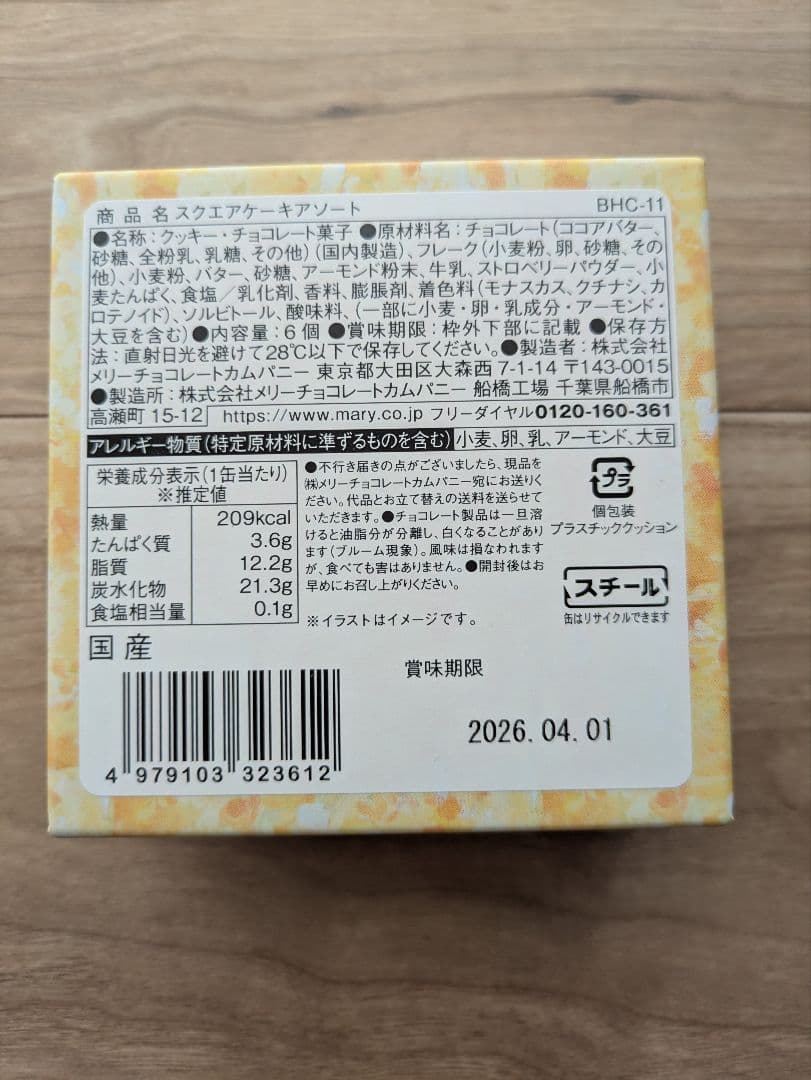 商品名 スクエアケーキアソート BHC-11
●名称：クッキー・チョコレート菓子 ●原材料名：チョコレート（ココアバター、
砂糖、全粉乳、乳糖、その他）（国内製造）、フレーク（小麦粉、卵、砂糖、その
他）、小麦粉、バター、砂糖、アーモンド粉末、牛乳、ストロベリーパウダー、小
麦たんぱく、食塩／乳化剤、香料、膨脹剤、着色料（モナスカス、クチナシ、カ
ロテノイド）、ソルビトール、酸味料、（一部に小麦・卵・乳成分・アーモンド・
大豆を含む）●内容量：6個 ●賞味期限：枠外下部に記載 ●保存方
法：直射日光を避けて28℃以下で保存してください。●製造者：株式会社
メリーチョコレートカムパニー 東京都大田区大森西 7-1-14 〒143-0015
●製造所：株式会社メリーチョコレートカムパニー 船橋工場 千葉県船橋市
高瀬町 15-12 https://www.mary.co.jp フリーダイヤル0120-160-361
アレルギー物質（特定原材料に準ずるものを含む） 小麦、卵、乳、アーモンド、大豆
栄養成分表示（1缶当たり）
※推定値
熱量 209kcal
たんぱく質 3.6g
脂質 12.2g
炭水化物 21.3g
食塩相当量 0.1g
●不行き届きの点がございましたら、現品を
㈱メリーチョコレートカムパニー宛にお送りく
ださい。代品とお立て替えの送料を送らせて
いただきます。●チョコレート製品は一旦溶
けると油脂分が分離し、白くなることがあり
ます（ブルーム現象）。風味は損なわれます
が、食べても害はありません。●開封後はお
早めにお召し上がりください。
※イラストはイメージです。
プラ
個包装
プラスチッククッション
スチール
缶はリサイクルできます
国産
賞味期限
2026.04.01
4 979103 323612